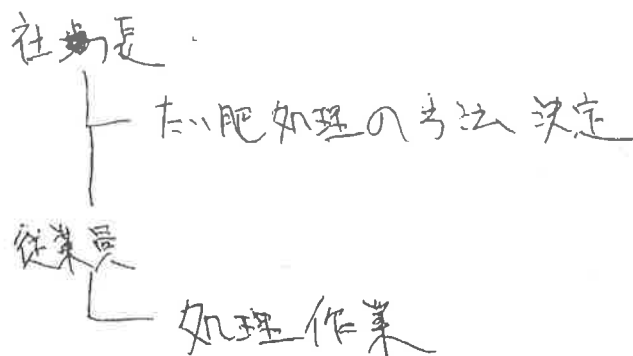 社長
たい肥処理の方法 決定
従業員
処理作業